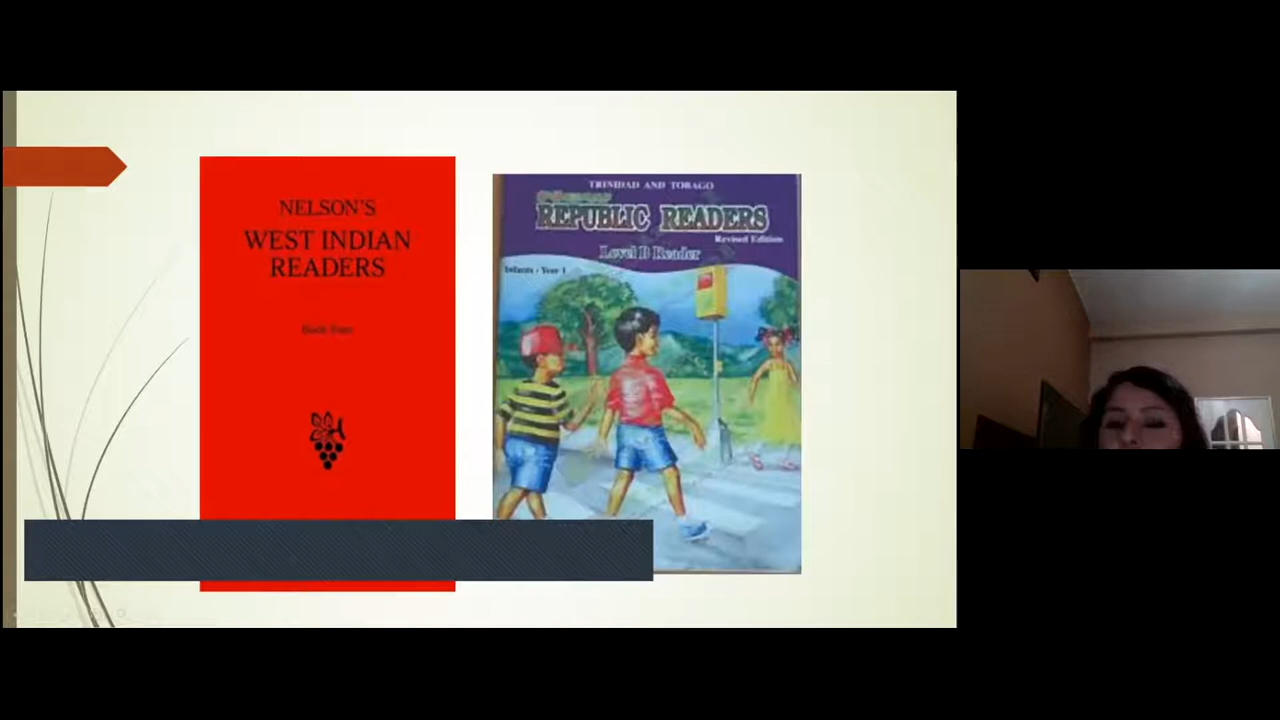 NELSON'S
WEST INDIAN
READERS
TRINIDAD AND TOBAGO
REPUBLIC READERS
Revised Edition
Level B Reader
Infants - Year 1